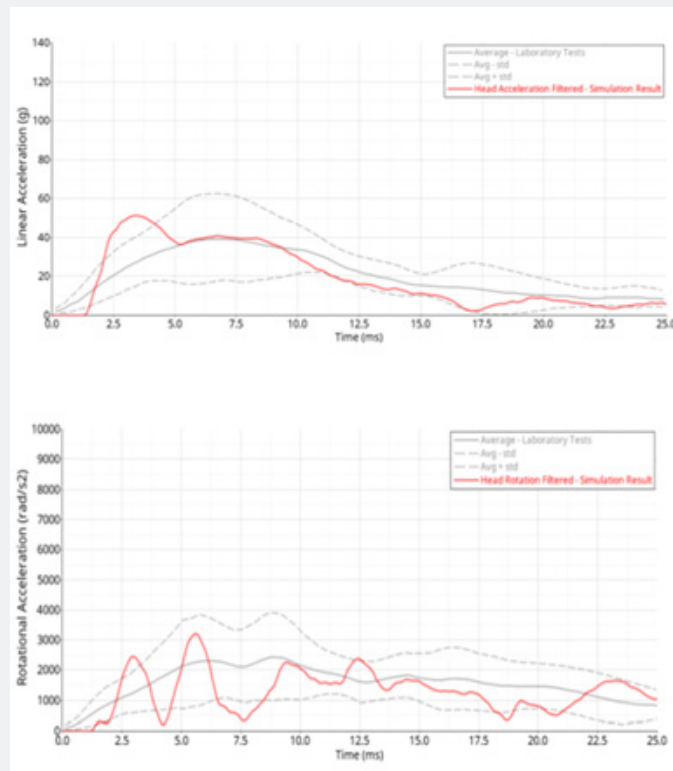 140
120
100
80
60
40
20
0
Linear Acceleration (g)
Average - Laboratory Tests
Avg - std
Avg + std
Head Acceleration Filtered - Simulation Result
0.0 2.5 5.0 7.5 10.0 12.5 15.0 17.5 20.0 22.5 25.0
Time (ms)
10000
9000
8000
7000
6000
5000
4000
3000
2000
1000
0
Rotational Acceleration (rad/s2)
Average - Laboratory Tests
Avg - std
Avg + std
Head Rotation Filtered - Simulation Result
0.0 2.5 5.0 7.5 10.0 12.5 15.0 17.5 20.0 22.5 25.0
Time (ms)